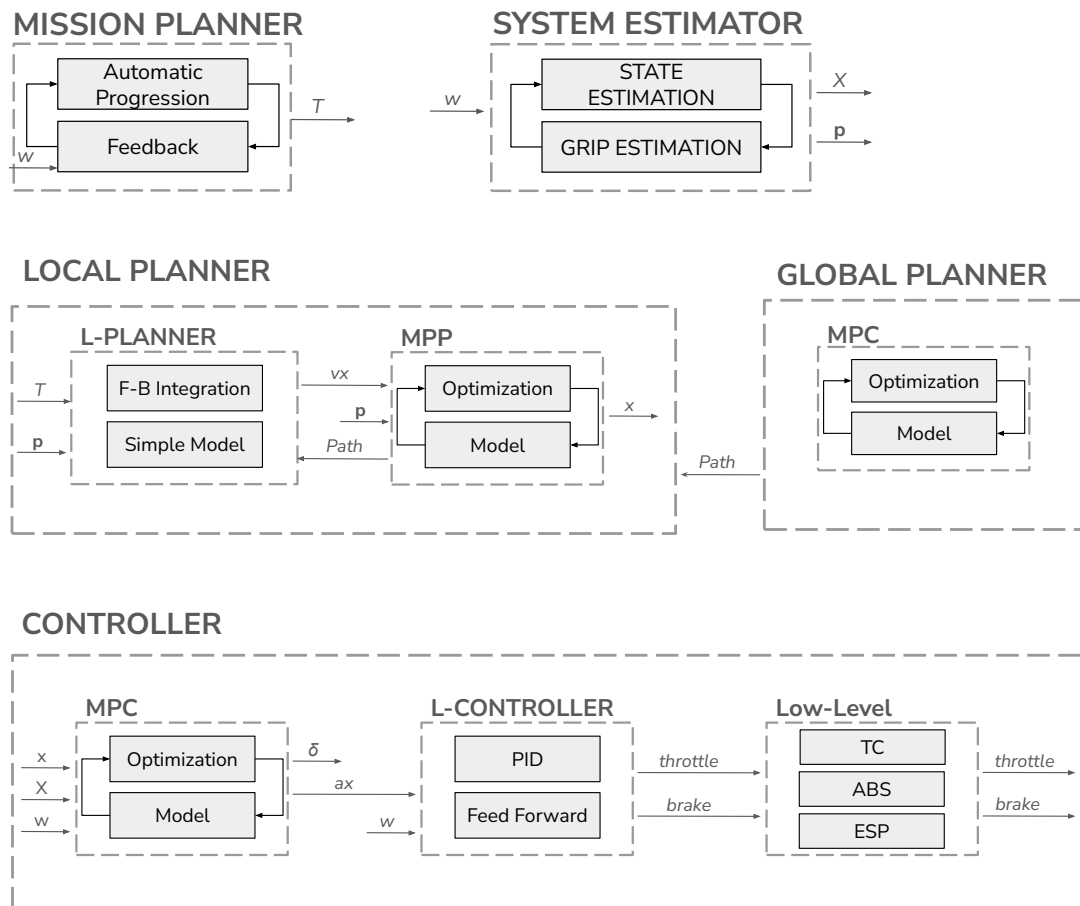 MISSION PLANNER
Automatic
Progression
Feedback
w
T
SYSTEM ESTIMATOR
w
STATE
ESTIMATION
GRIP ESTIMATION
X
p
LOCAL PLANNER
L-PLANNER
T
p
F-B Integration
Simple Model
vx
p
Path
MPP
Optimization
Model
x
GLOBAL PLANNER
Path
MPC
Optimization
Model
CONTROLLER
MPC
x
X
w
Optimization
Model
δ
ax
w
L-CONTROLLER
PID
Feed Forward
throttle
brake
Low-Level
TC
ABS
ESP
throttle
brake